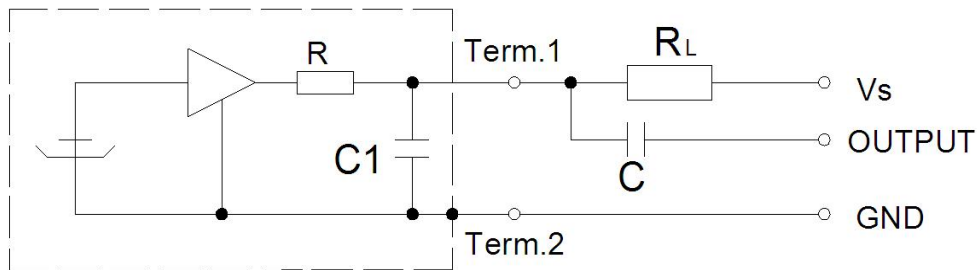 R
C1
Term.1
RL
Vs
C
OUTPUT
Term.2
GND